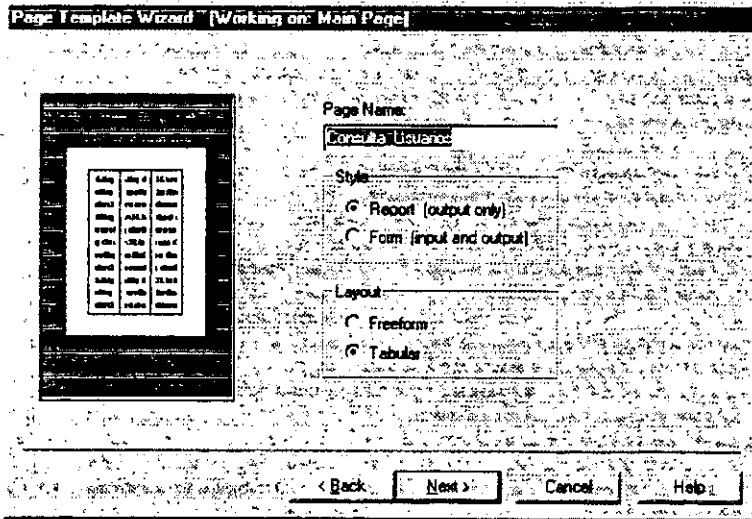 Page Template Wizard [Working on: Main Page]
Page Name:
Consulta Usuarios
Style
Report (output only)
Form (input and output)
Layout
Freeform
Tabular
< Back
Next >
Cancel
Help